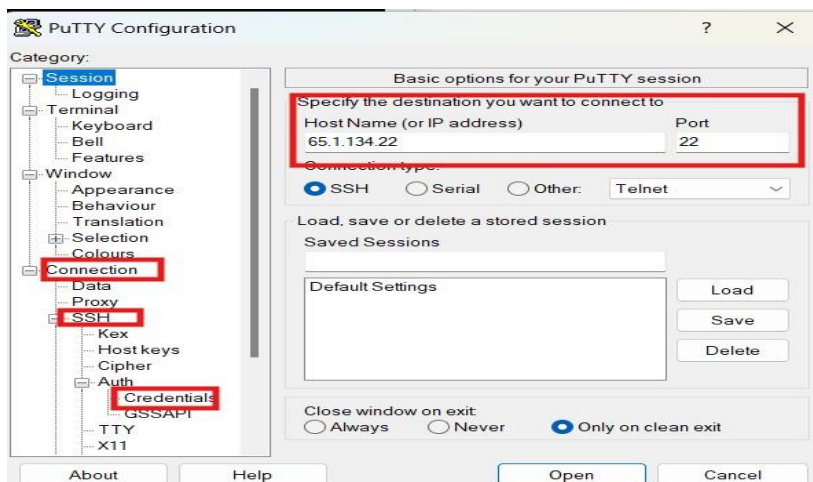 PuTTY Configuration
?
Category:
Session
Logging
Terminal
Keyboard
Bell
Features
Window
Appearance
Behaviour
Translation
Selection
Colours
Connection
Data
Proxy
SSH
Kex
Host keys
Cipher
Auth
Credentials
GSSAPI
TTY
X11
Basic options for your PuTTY session
Specify the destination you want to connect to
Host Name (or IP address) Port
65.1.134.22 22
Connection type:
SSH Serial Other: Telnet
Load, save or delete a stored session
Saved Sessions
Default Settings
Load
Save
Delete
Close window on exit:
Always Never Only on clean exit
About Help Open Cancel